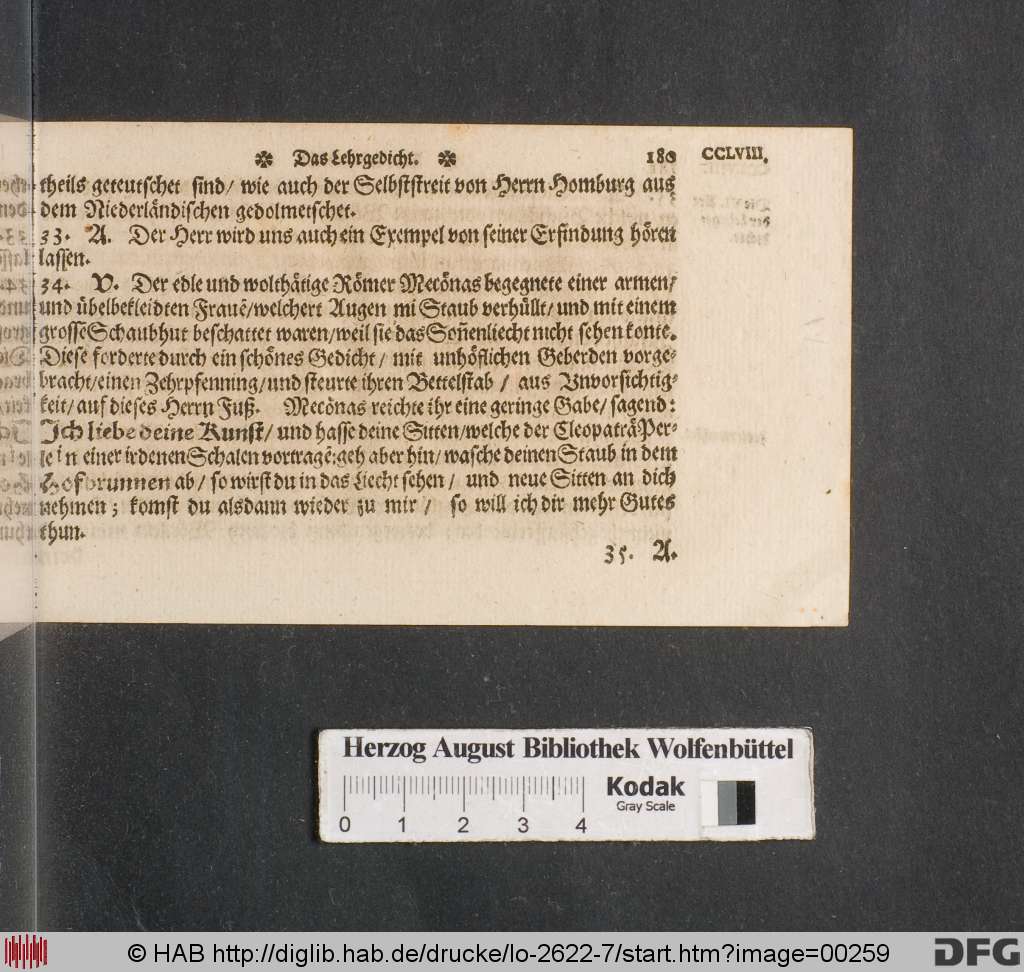 ✼ Das Lehrgedicht. ✼ 180 CCLVIII.
theils geteutschet sind/ wie auch der Selbststreit von Herrn Homburg aus
dem Niederländischen gedolmetschet.
33. A. Der Herr wird uns auch ein Exempel von seiner Erfindung hören
lassen.
34. V. Der edle und wolthätige Römer Mecönas begegnete einer armen/
und übelbekleidten Frauē/welchert Augen mi Staub verhüllt/und mit einem
grosse Schaubhut beschattet waren/weil sie das Soñenliecht nicht sehen konte.
Diese forderte durch ein schönes Gedicht/ mit unhöflichen Geberden vorge-
bracht/einen Zehrpfenning/und steurte ihren Bettelstab/ aus Unvorsichtig-
keit/auf dieses Herrn Fuß. Mecönas reichte ihr eine geringe Gabe/ sagend:
Ich liebe deine Kunst/ und hasse deine Sitten/welche der Cleopaträ Per-
le in einer irdenen Schalen vortragē: geh aber hin/ wasche deinen Staub in dem
Hofbrunnen ab/ so wirst du in das Liecht sehen/ und neue Sitten an dich
nehmen; komst du alsdann wieder zu mir/ so will ich dir mehr Gutes
thun.
35. A.
Herzog August Bibliothek Wolfenbüttel
Kodak
Gray Scale
0 1 2 3 4
© HAB http://diglib.hab.de/drucke/lo-2622-7/start.htm?image=00259 DFG